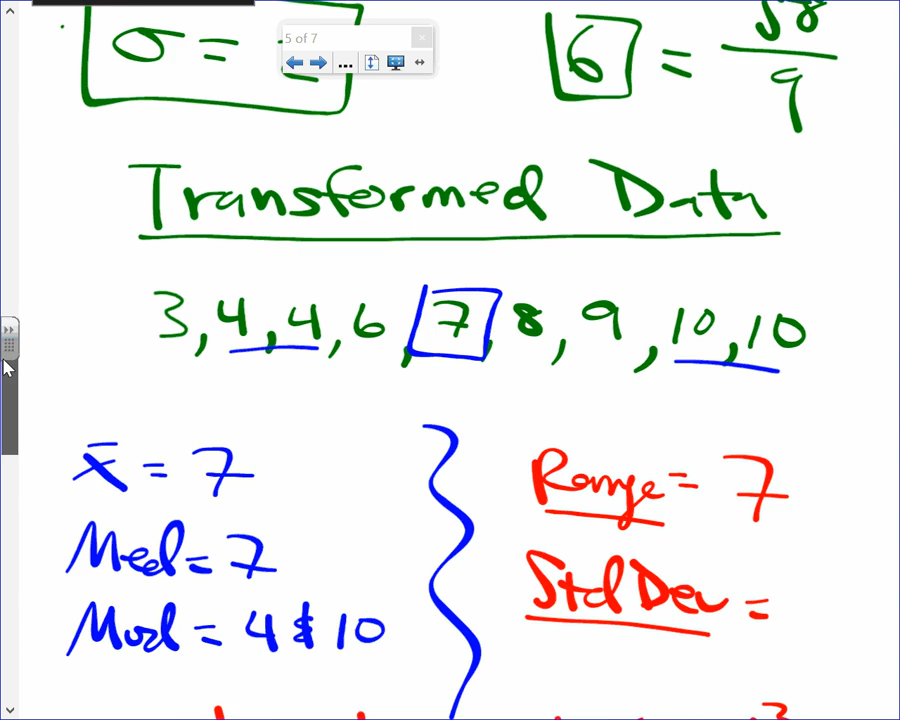 5 of 7
σ =
6 =
9
Transformed Data
3, 4, 4, 6, 7, 8, 9, 10, 10
x̄ = 7
Med = 7
Mod = 4 & 10
Range = 7
Std Dev =